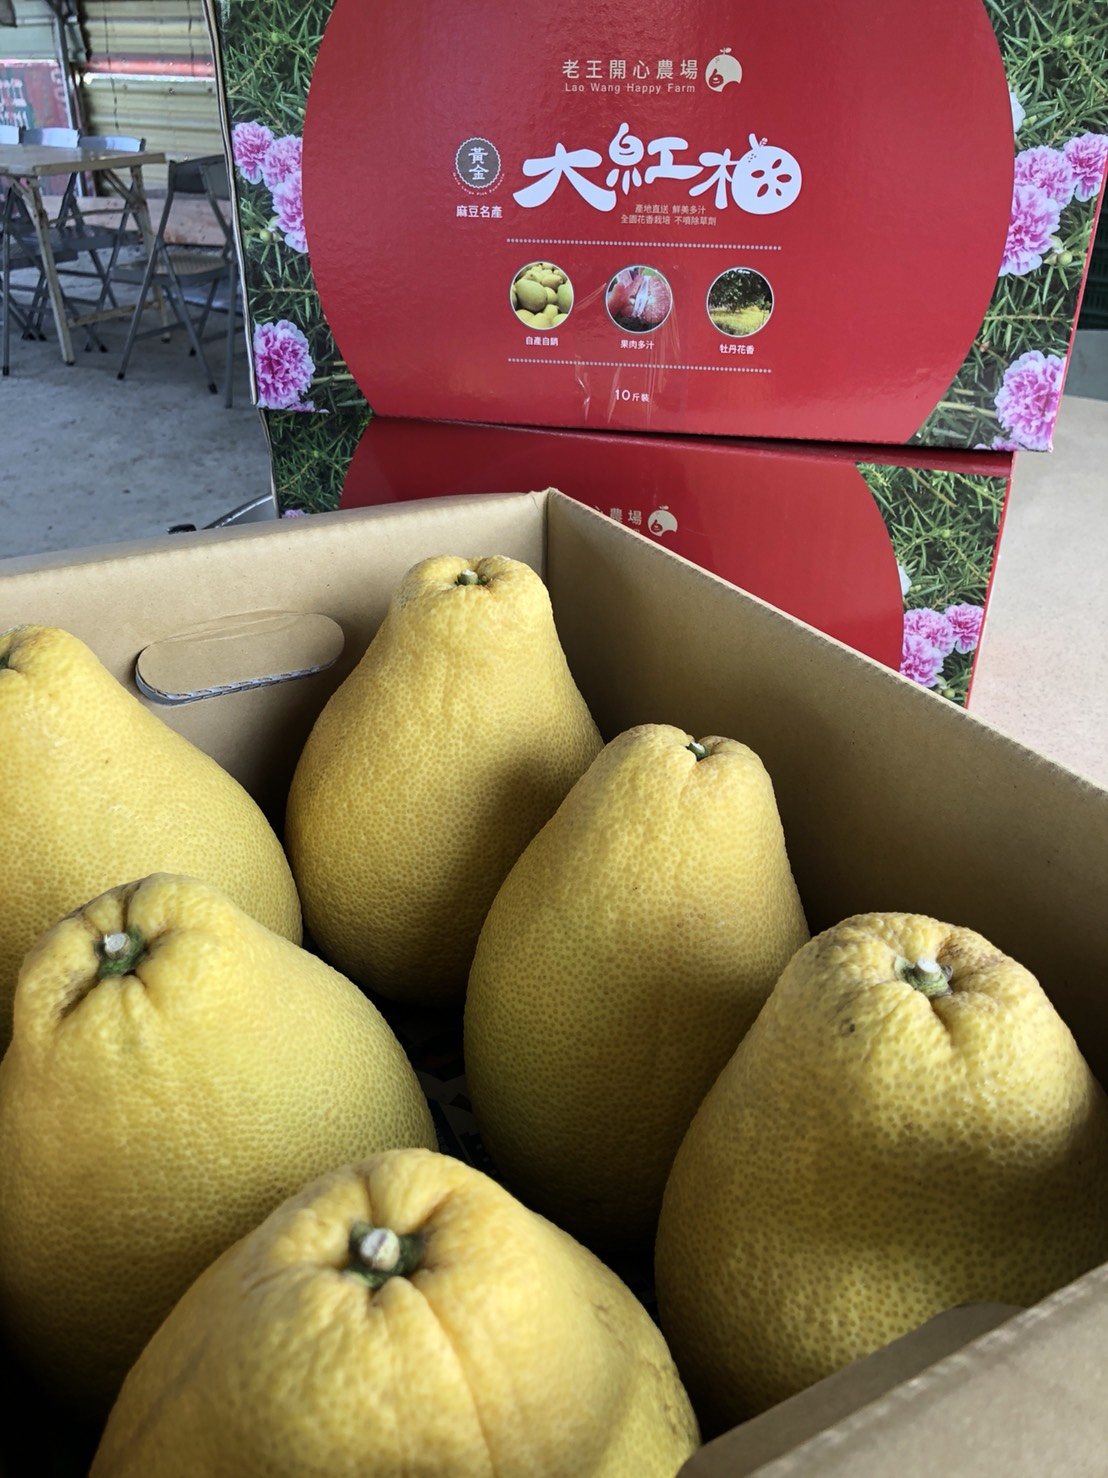 老王開心農場
Lao Wang Happy Farm
黃金
大紅柚
麻豆名產
產地直送 鮮美多汁
全園花香栽培 不噴除草劑
自產自銷
果肉多汁
牡丹花香
10斤裝
心農場